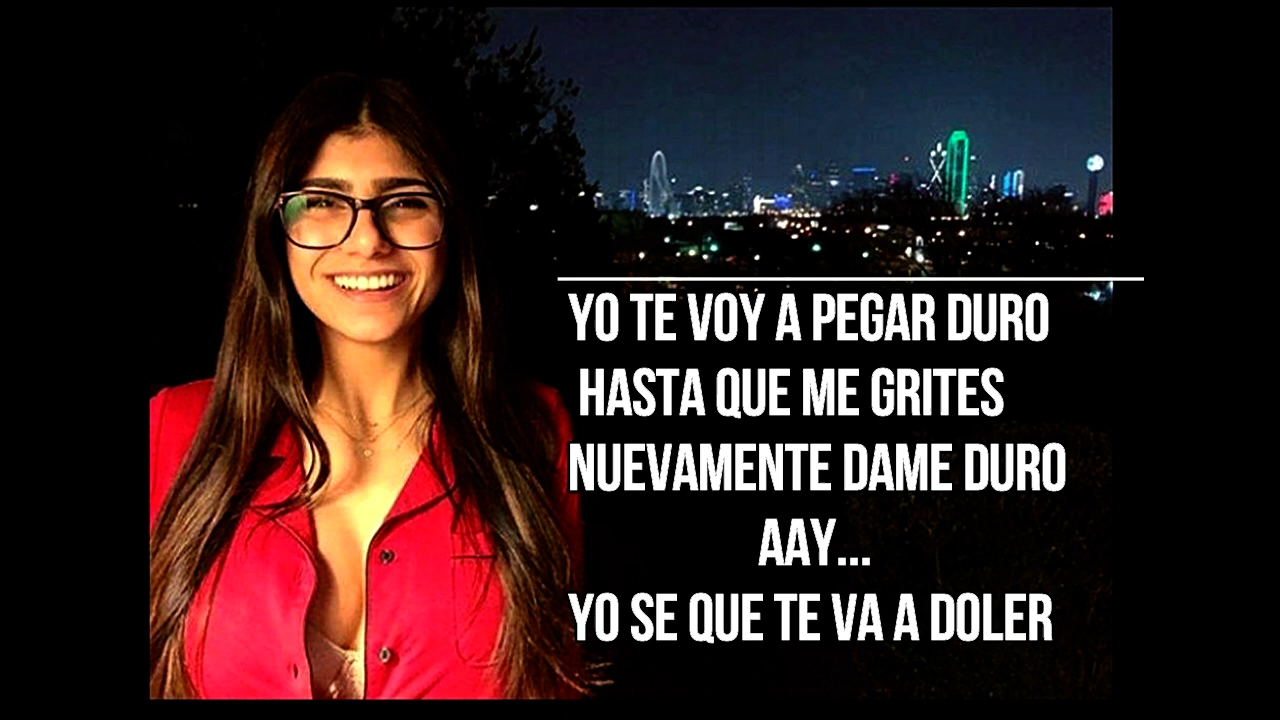 YO TE VOY A PEGAR DURO
HASTA QUE ME GRITES
NUEVAMENTE DAME DURO
AAY...
YO SE QUE TE VA A DOLER